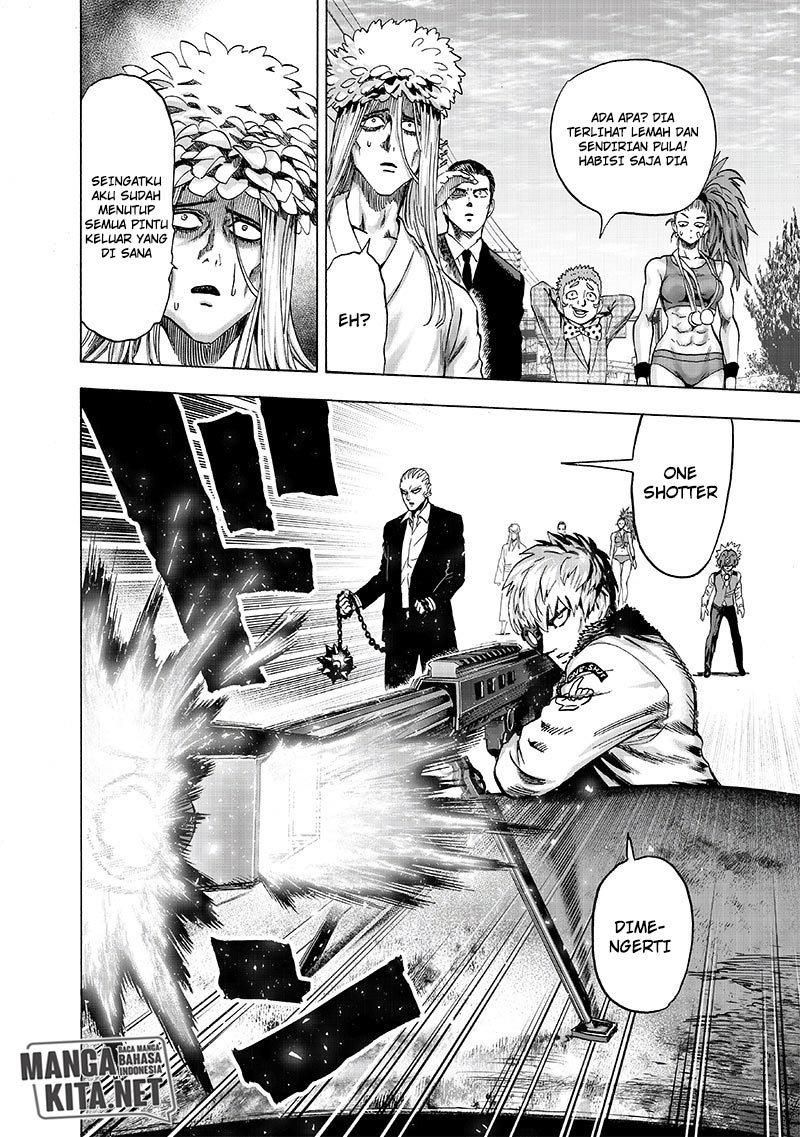 ADA APA? DIA
TERLIHAT LEMAH DAN
SENDIRIAN PULA!
HABISI SAJA DIA
EH?
SEINGATKU
AKU SUDAH
MENUTUP
SEMUA PINTU
KELUAR YANG
DI SANA
ONE
SHOTTER
DIME-
NGERTI
MANGA
KITA.NET
BACA MANGA
BAHASA
INDONESIA